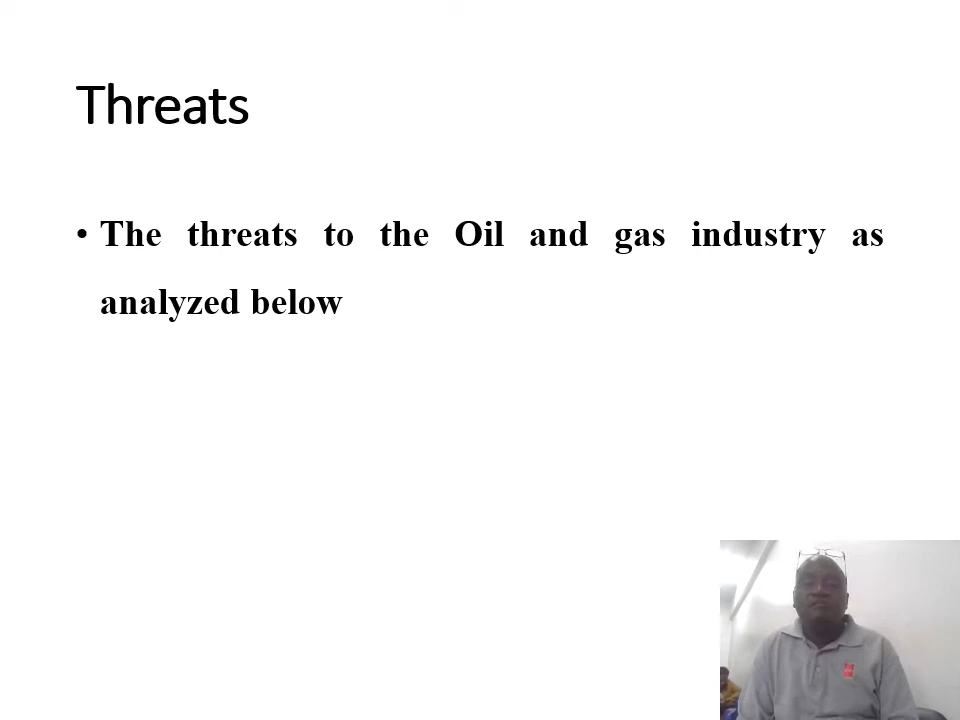 Threats
• The threats to the Oil and gas industry as
analyzed below